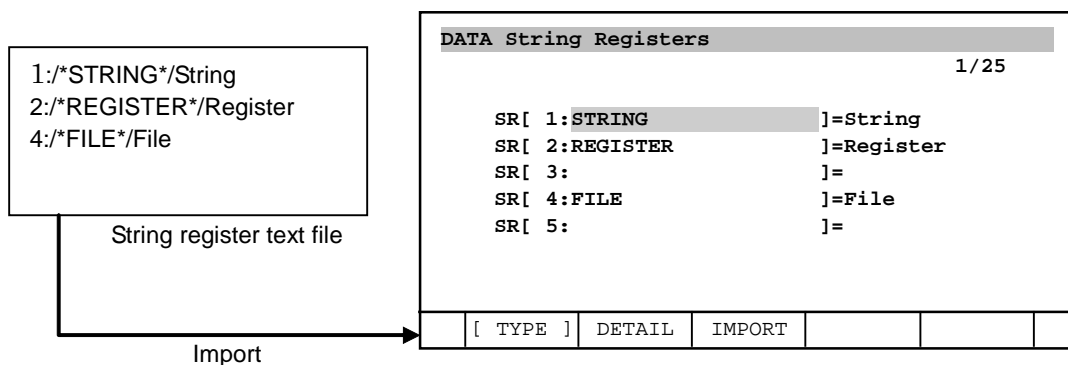 1:/*STRING*/String
2:/*REGISTER*/Register
4:/*FILE*/File
String register text file
Import
DATA String Registers
1/25
SR[ 1:STRING ]=String
SR[ 2:REGISTER ]=Register
SR[ 3: ]=
SR[ 4:FILE ]=File
SR[ 5: ]=
[ TYPE ] DETAIL IMPORT